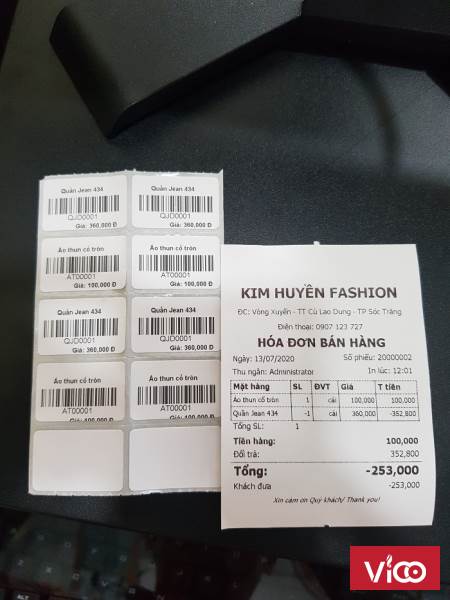 Quần Jean 434
QJD0001
Giá: 360,000 Đ
Quần Jean 434
QJD0001
Giá: 360,000 Đ
Áo thun cổ tròn
AT00001
Giá: 100,000 Đ
Áo thun cổ tròn
AT00001
Giá: 100,000 Đ
Quần Jean 434
QJD0001
Giá: 360,000 Đ
Quần Jean 434
QJD0001
Giá: 360,000 Đ
Áo thun cổ tròn
AT00001
Giá: 100,000 Đ
Áo thun cổ tròn
AT00001
Giá: 100,000 Đ
KIM HUYỀN FASHION
ĐC: Vòng Xuyến - TT Cù Lao Dung - TP Sóc Trăng
Điện thoại: 0907 123 727
HÓA ĐƠN BÁN HÀNG
Ngày: 13/07/2020 Số phiếu: 20000002
Thu ngân: Administrator In lúc: 12:01
Mặt hàng SL ĐVT Giá T tiền
Áo thun cổ tròn 1 cái 100,000 100,000
Quần Jean 434 -1 cái 360,000 -352,800
Tổng SL: 1
Tiền hàng: 100,000
Đổi trả: 352,800
Tổng: -253,000
Khách đưa -253,000
Xin cảm ơn Quý khách/ Thank you!
ALT
VICO